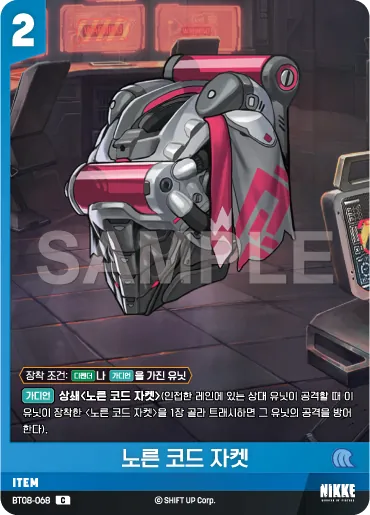 2
SAMPLE
장착 조건: 디펜더 나 가디언 을 가진 유닛
가디언 상쇄<노른 코드 자켓>(인접한 레인에 있는 상대 유닛이 공격할 때 이
유닛이 장착한 <노른 코드 자켓>을 1장 골라 트래시하면 그 유닛의 공격을 방어
한다).
노른 코드 자켓
ITEM
BT08-068 C
© SHIFT UP Corp.
NIKKE